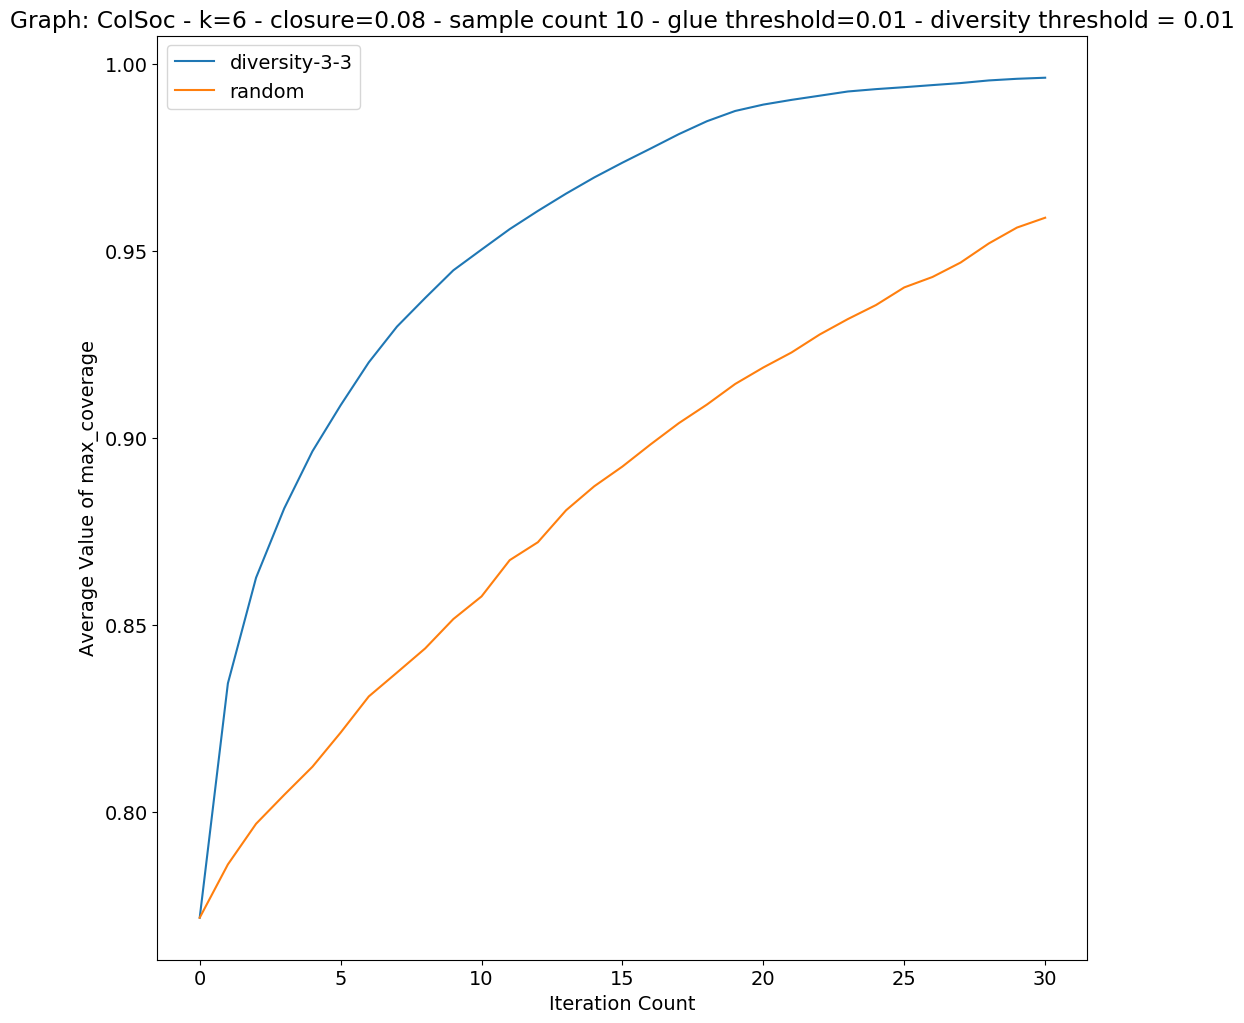 Graph: ColSoc - k=6 - closure=0.08 - sample count 10 - glue threshold=0.01 - diversity threshold = 0.01
diversity-3-3
random
1.00
0.95
0.90
0.85
0.80
Average Value of max_coverage
0 5 10 15 20 25 30
Iteration Count